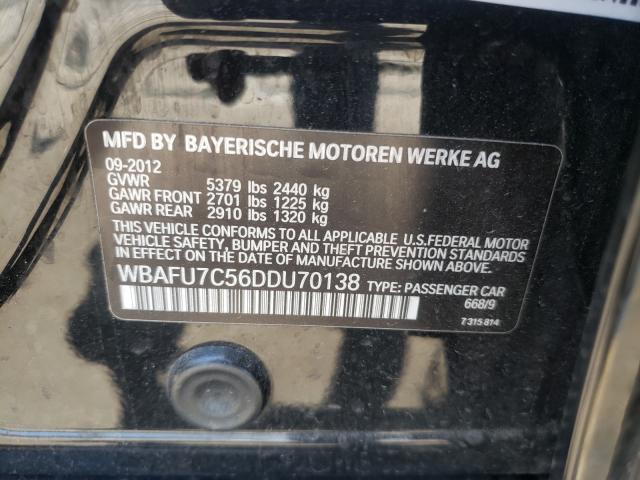 MFD BY BAYERISCHE MOTOREN WERKE AG
09-2012
GVWR 5379 lbs 2440 kg
GAWR FRONT 2701 lbs 1225 kg
GAWR REAR 2910 lbs 1320 kg
THIS VEHICLE CONFORMS TO ALL APPLICABLE U.S.FEDERAL MOTOR
VEHICLE SAFETY, BUMPER AND THEFT PREVENTION STANDARDS
IN EFFECT ON THE DATE OF MANUFACTURE SHOWN ABOVE.
WBAFU7C56DDU70138 TYPE: PASSENGER CAR
668/9
7 315 814